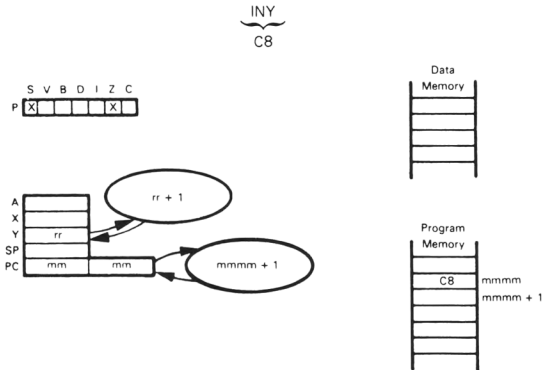 INY
C8
S V B D I Z C
P X X
Data
Memory
A
X
Y rr
SP
PC mm mm
rr + 1
mmmm + 1
Program
Memory
C8 mmmm
mmmm + 1